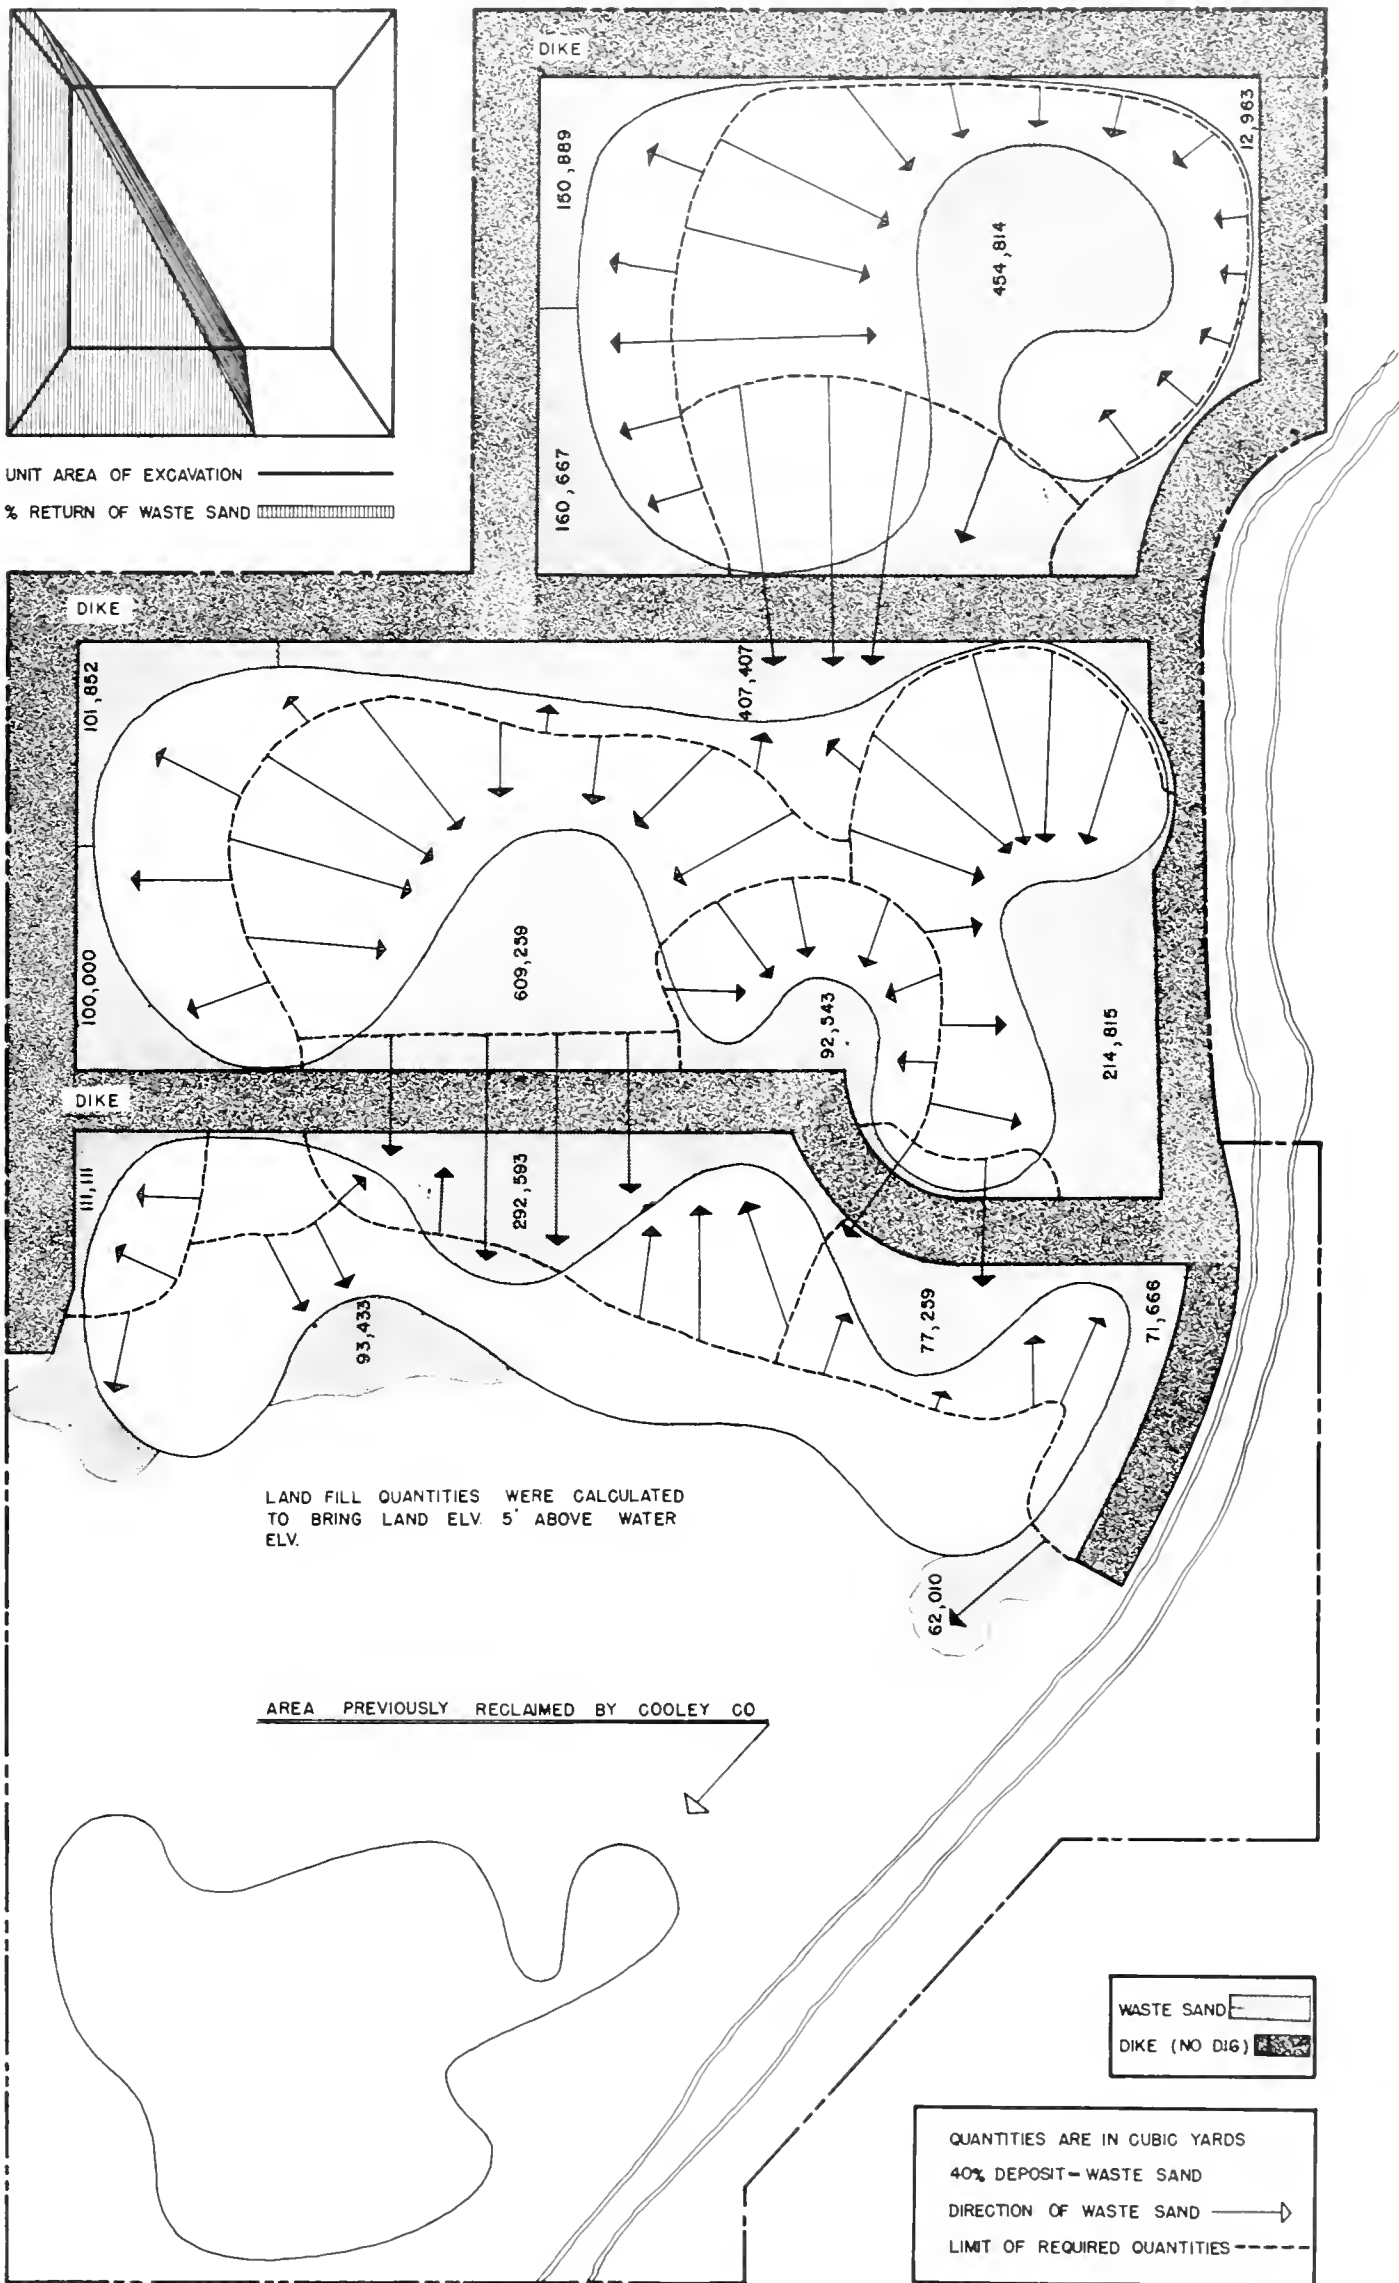 DIKE
150,889
12,963
454,814
160,667
UNIT AREA OF EXCAVATION
% RETURN OF WASTE SAND
DIKE
101,852
407,407
100,000
609,259
92,543
214,815
DIKE
111,111
292,593
93,433
77,259
71,666
LAND FILL QUANTITIES WERE CALCULATED
TO BRING LAND ELV. 5' ABOVE WATER
ELV.
62,010
AREA PREVIOUSLY RECLAIMED BY COOLEY CO
WASTE SAND
DIKE (NO DIG)
QUANTITIES ARE IN CUBIC YARDS
40% DEPOSIT-WASTE SAND
DIRECTION OF WASTE SAND
LIMIT OF REQUIRED QUANTITIES